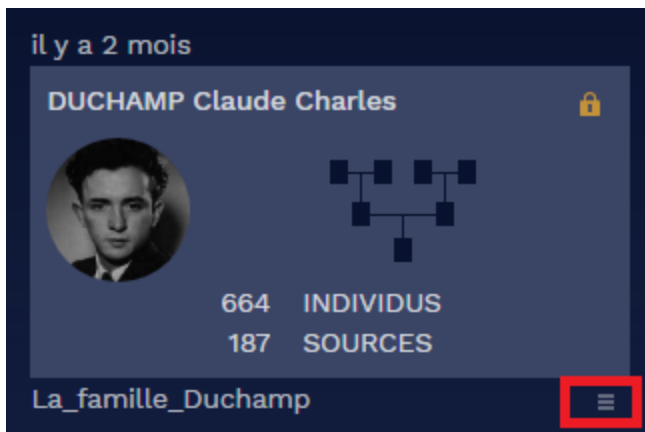 il y a 2 mois
DUCHAMP Claude Charles
664 INDIVIDUS
187 SOURCES
La_famille_Duchamp